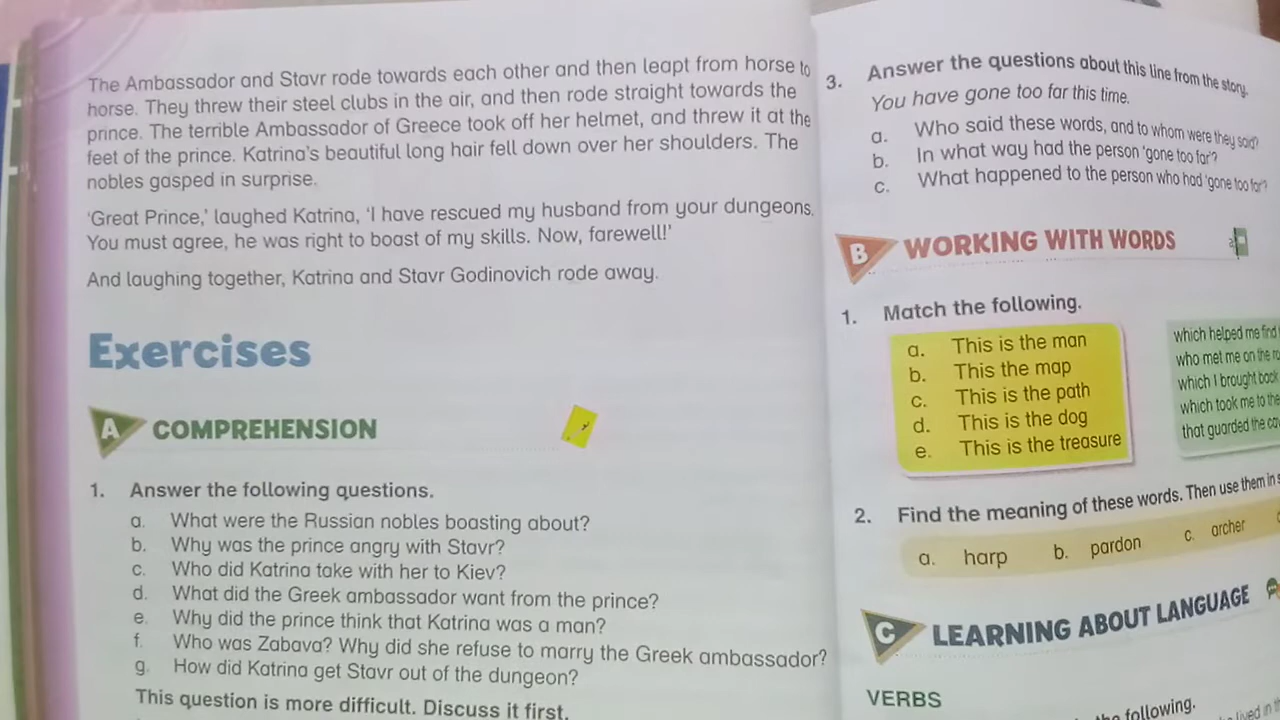 The Ambassador and Stavr rode towards each other and then leapt from horse to
horse. They threw their steel clubs in the air, and then rode straight towards the
prince. The terrible Ambassador of Greece took off her helmet, and threw it at the
feet of the prince. Katrina's beautiful long hair fell down over her shoulders. The
nobles gasped in surprise.
'Great Prince,' laughed Katrina, 'I have rescued my husband from your dungeons.
You must agree, he was right to boast of my skills. Now, farewell!'
And laughing together, Katrina and Stavr Godinovich rode away.
Exercises
A COMPREHENSION
1. Answer the following questions.
a. What were the Russian nobles boasting about?
b. Why was the prince angry with Stavr?
c. Who did Katrina take with her to Kiev?
d. What did the Greek ambassador want from the prince?
e. Why did the prince think that Katrina was a man?
f. Who was Zabava? Why did she refuse to marry the Greek ambassador?
g. How did Katrina get Stavr out of the dungeon?
This question is more difficult. Discuss it first.
3. Answer the questions about this line from the story.
You have gone too far this time.
a. Who said these words, and to whom were they said?
b. In what way had the person 'gone too far'?
c. What happened to the person who had 'gone too far'?
B WORKING WITH WORDS
1. Match the following.
a. This is the man
b. This the map
c. This is the path
d. This is the dog
e. This is the treasure
which helped me find
who met me on the
which I brought back
which took me to the
that guarded the
2. Find the meaning of these words. Then use them in
a. harp b. pardon c. archer
C LEARNING ABOUT LANGUAGE
VERBS
the following.
lived in